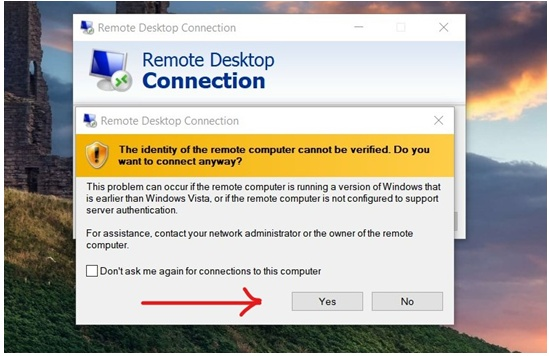 Remote Desktop Connection
Remote Desktop
Connection
Remote Desktop Connection
The identity of the remote computer cannot be verified. Do you
want to connect anyway?
This problem can occur if the remote computer is running a version of Windows that
is earlier than Windows Vista, or if the remote computer is not configured to support
server authentication.
For assistance, contact your network administrator or the owner of the remote
computer.
Don't ask me again for connections to this computer
Yes
No